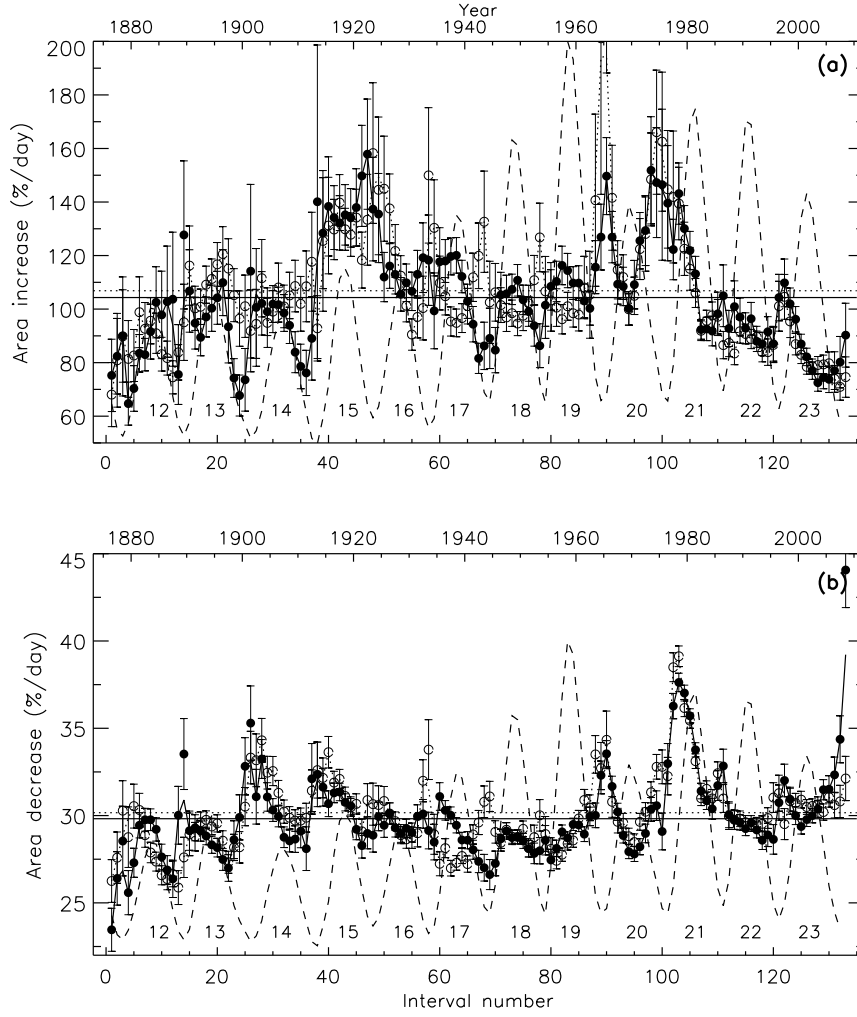 Year
1880 1900 1920 1940 1960 1980 2000
(a)
200
180
160
140
120
100
80
60
Area increase (%/day)
12 13 14 15 16 17 18 19 20 21 22 23
0 20 40 60 80 100 120
1880 1900 1920 1940 1960 1980 2000
(b)
45
40
35
30
25
Area decrease (%/day)
12 13 14 15 16 17 18 19 20 21 22 23
0 20 40 60 80 100 120
Interval number